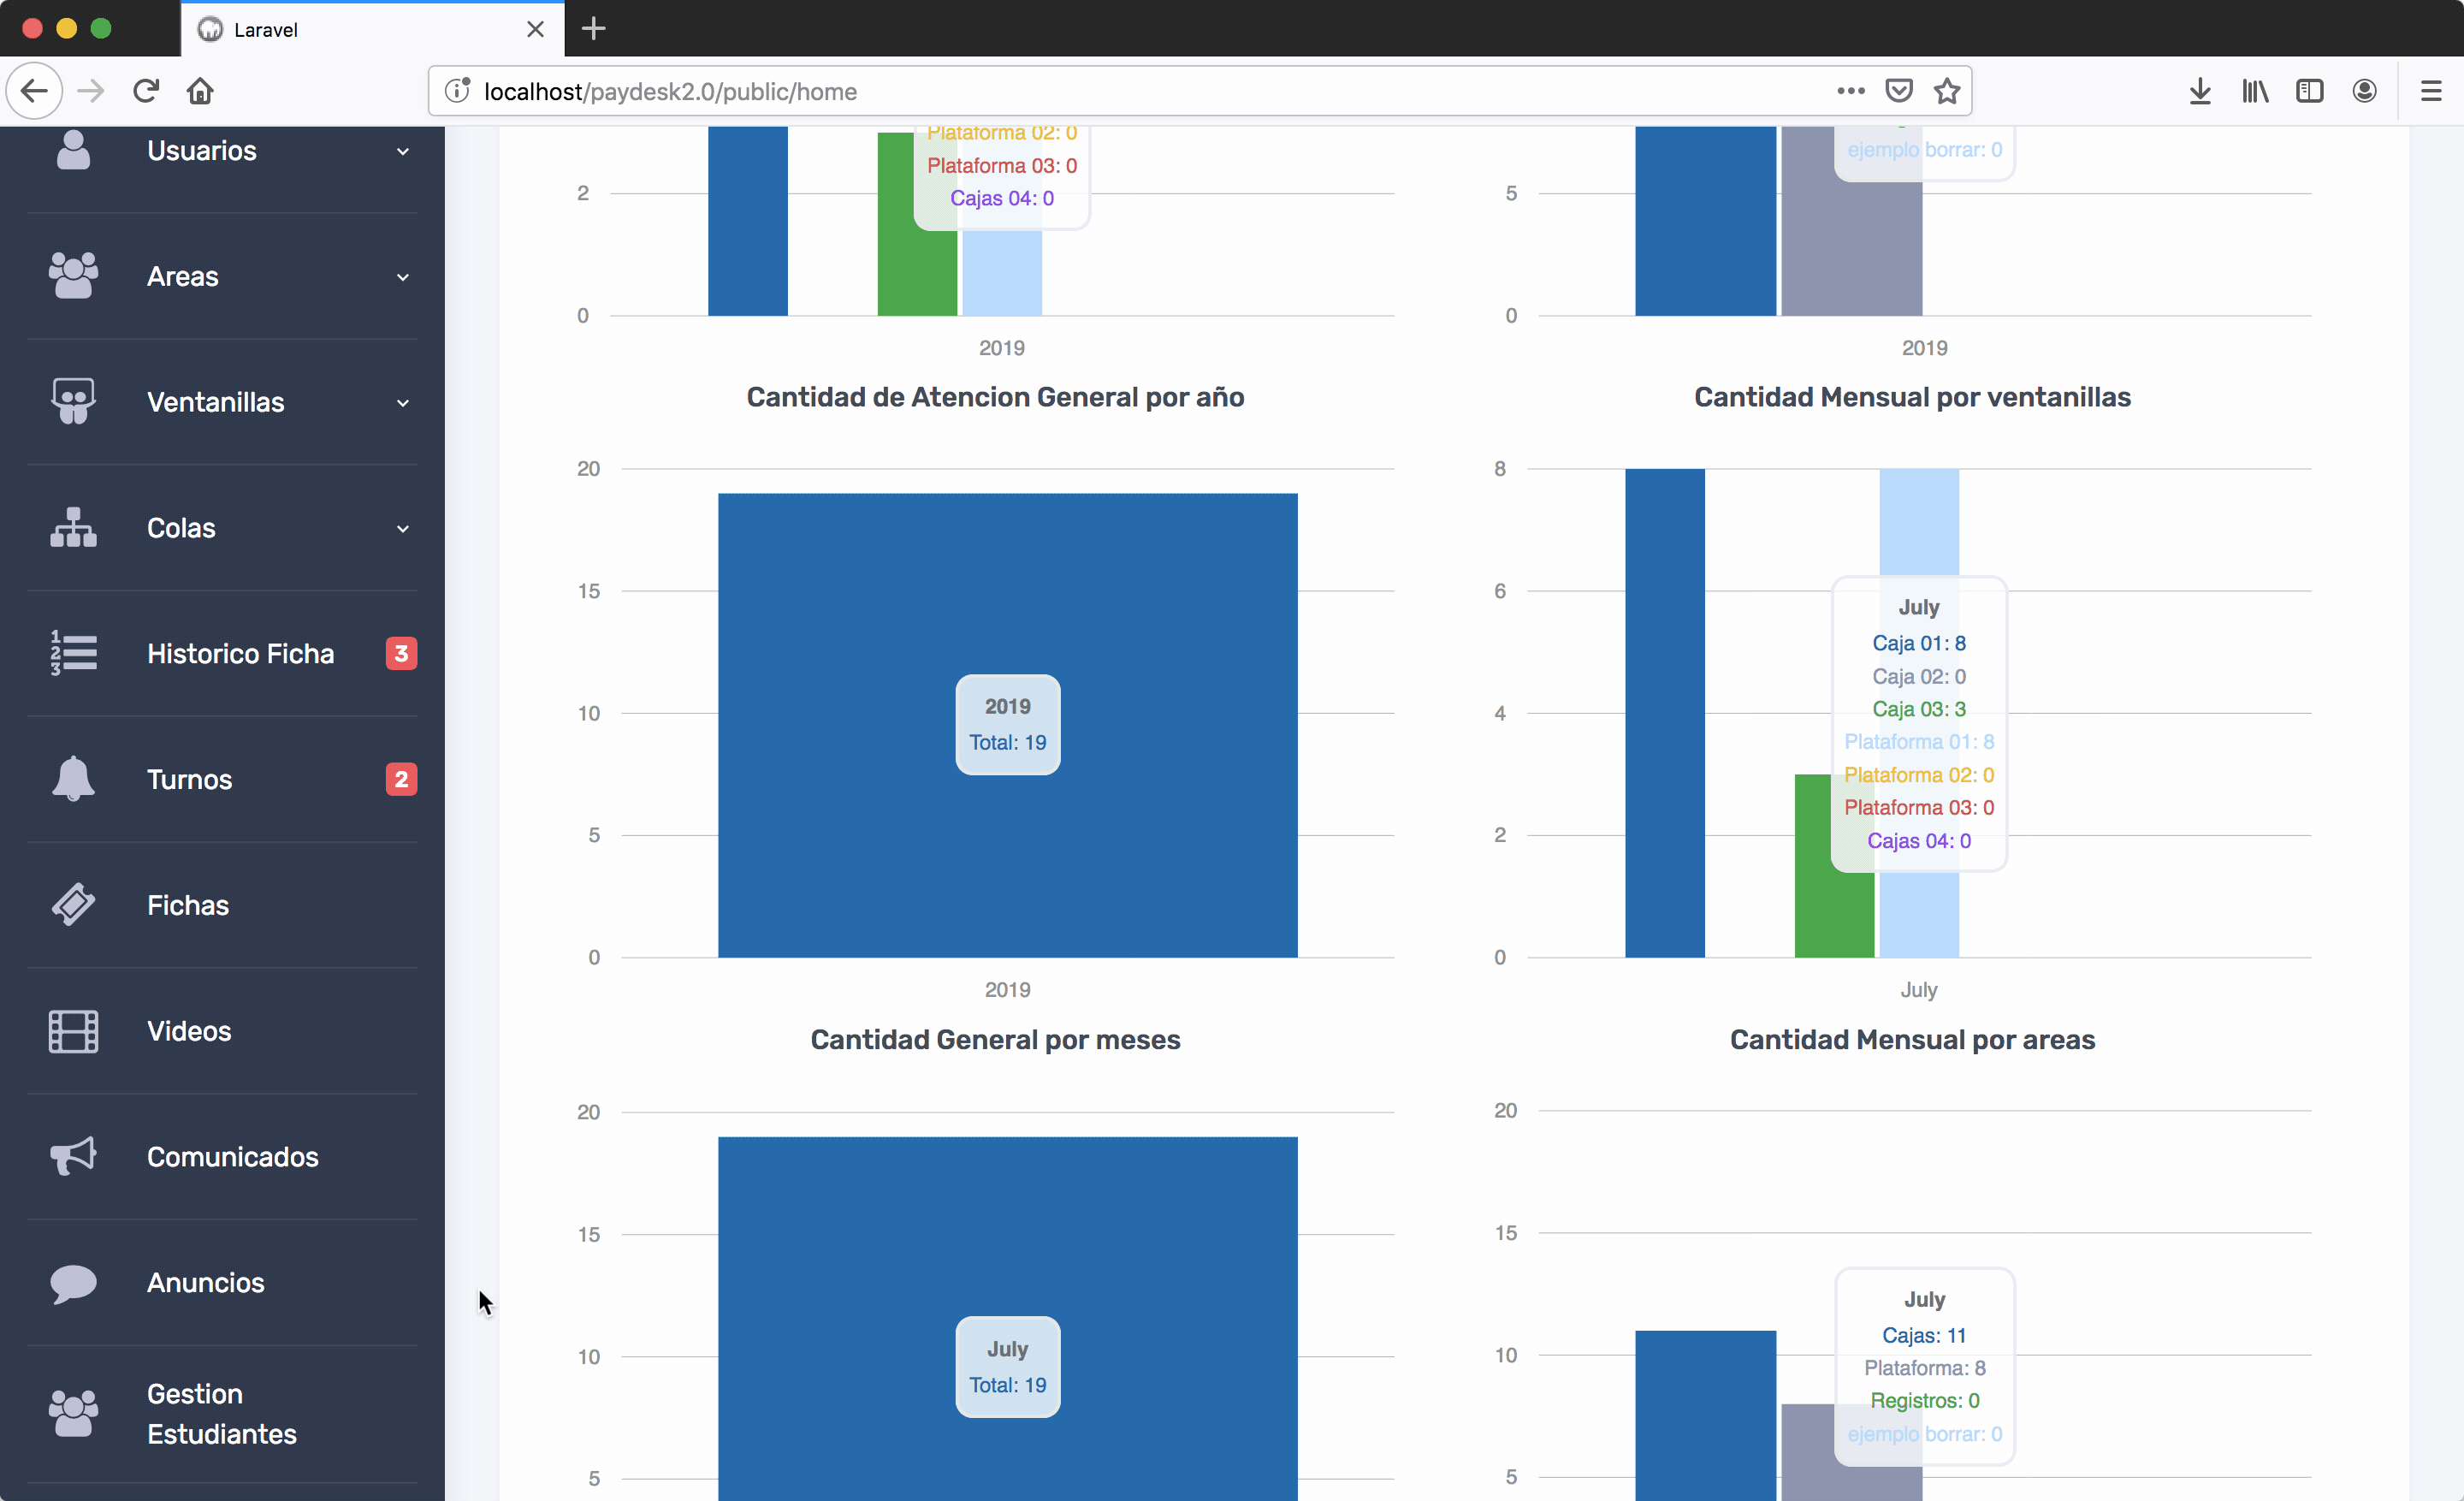 Laravel
localhost/paydesk2.0/public/home
Usuarios
Areas
Ventanillas
Colas
Historico Ficha 3
Turnos 2
Fichas
Videos
Comunicados
Anuncios
Gestion
Estudiantes
Plataforma 02: 0
Plataforma 03: 0
Cajas 04: 0
2
0
2019
ejemplo borrar: 0
5
0
2019
Cantidad de Atencion General por año
20
15
10
5
0
2019
Total: 19
2019
Cantidad Mensual por ventanillas
8
6
4
2
0
July
Caja 01: 8
Caja 02: 0
Caja 03: 3
Plataforma 01: 8
Plataforma 02: 0
Plataforma 03: 0
Cajas 04: 0
July
Cantidad General por meses
20
15
10
5
July
Total: 19
Cantidad Mensual por areas
20
15
10
5
July
Cajas: 11
Plataforma: 8
Registros: 0
ejemplo borrar: 0